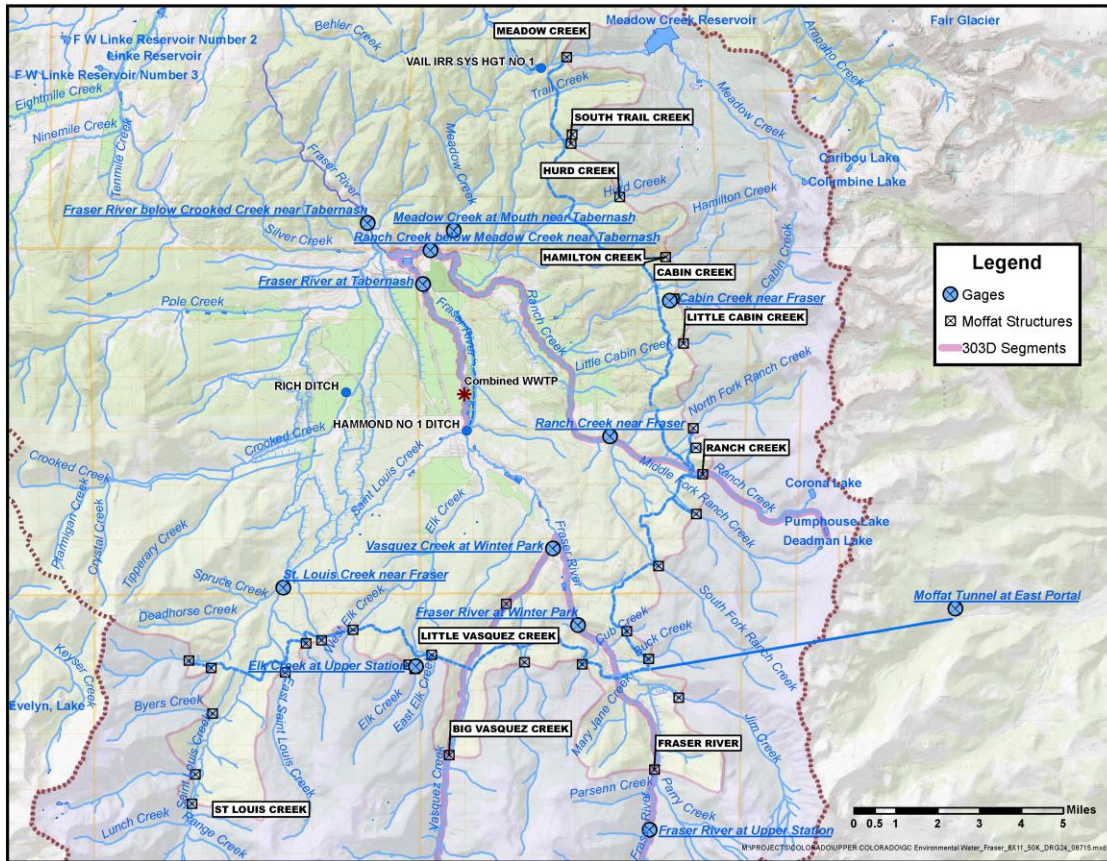 F W Linke Reservoir Number 2
Linke Reservoir
F W Linke Reservoir Number 3
Eightmile Creek
Ninemile Creek
Tenmile Creek
Behler Creek
MEADOW CREEK
Meadow Creek Reservoir
VAIL IRR SYS HGT NO 1
Trail Creek
Arapaho Creek
Fair Glacier
Meadow Creek
SOUTH TRAIL CREEK
Meadow Creek
HURD CREEK
Hurd Creek
Caribou Lake
Columbine Lake
Hamilton Creek
Fraser River
Fraser River below Crooked Creek near Tabernash
Meadow Creek at Mouth near Tabernash
Ranch Creek below Meadow Creek near Tabernash
Silver Creek
HAMILTON CREEK
CABIN CREEK
Cabin Creek
Fraser River at Tabernash
Cabin Creek near Fraser
Pole Creek
Fraser River
Ranch Creek
LITTLE CABIN CREEK
Little Cabin Creek
Legend
Gages
Moffat Structures
303D Segments
Combined WWTP
RICH DITCH
HAMMOND NO 1 DITCH
North Fork Ranch Creek
Ranch Creek near Fraser
Crooked Creek
RANCH CREEK
Crooked Creek
Saint Louis Creek
Elk Creek
Middle Fork Ranch Creek
Ranch Creek
Corona Lake
Pumphouse Lake
Deadman Lake
Ptarmigan Creek
Crystal Creek
Tipperary Creek
Vasquez Creek at Winter Park
Fraser River
Spruce Creek
St. Louis Creek near Fraser
Deadhorse Creek
West Elk Creek
Fraser River at Winter Park
Cub Creek
South Fork Ranch Creek
Moffat Tunnel at East Portal
LITTLE VASQUEZ CREEK
Buck Creek
Keyser Creek
Elk Creek at Upper Station
Evelyn, Lake
Byers Creek
East Saint Louis Creek
Elk Creek
East Elk Creek
Mary Jane Creek
Jim Creek
BIG VASQUEZ CREEK
FRASER RIVER
Saint Louis Creek
Vasquez Creek
Parsenn Creek
Parry Creek
ST LOUIS CREEK
Lunch Creek
Range Creek
Fraser River
Fraser River at Upper Station
Miles
0 0.5 1 2 3 4 5